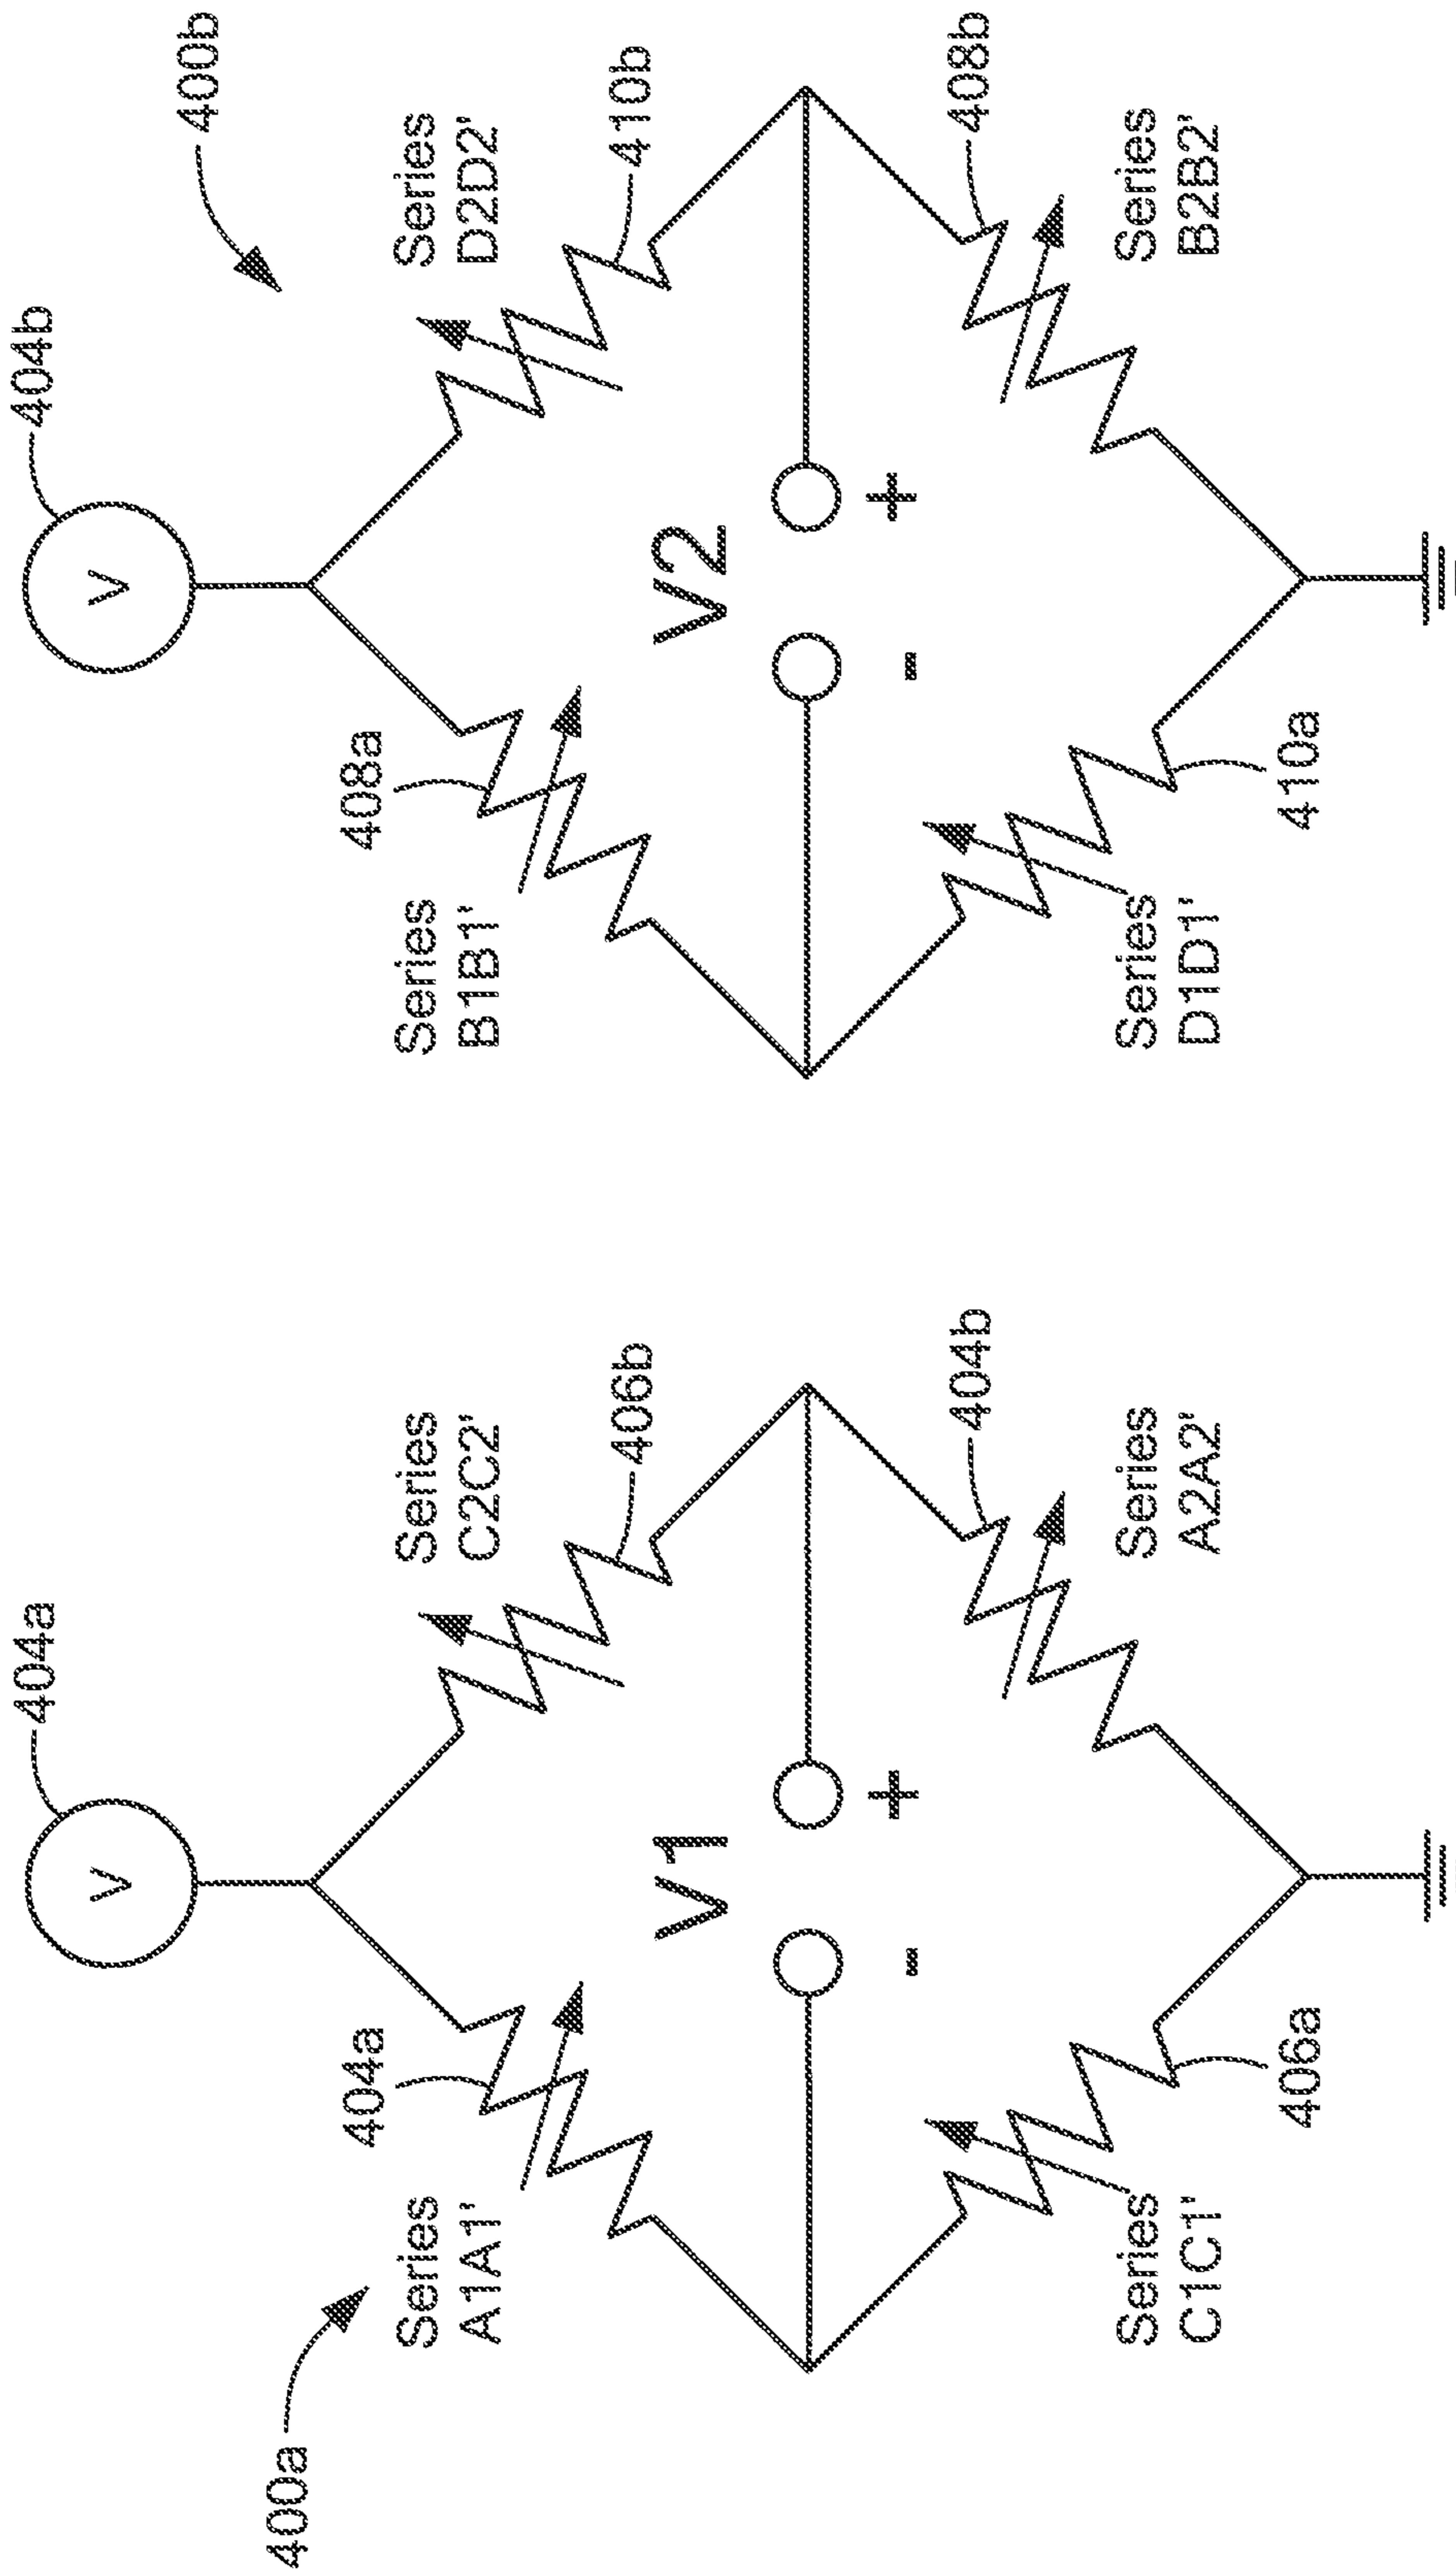 400a
404a
V
404a
Series
A1A1'
Series
C2C2'
406b
V1
-
+
404b
Series
C1C1'
406a
Series
A2A2'
400b
404b
V
408a
Series
B1B1'
Series
D2D2'
410b
V2
-
+
408b
Series
D1D1'
410a
Series
B2B2'